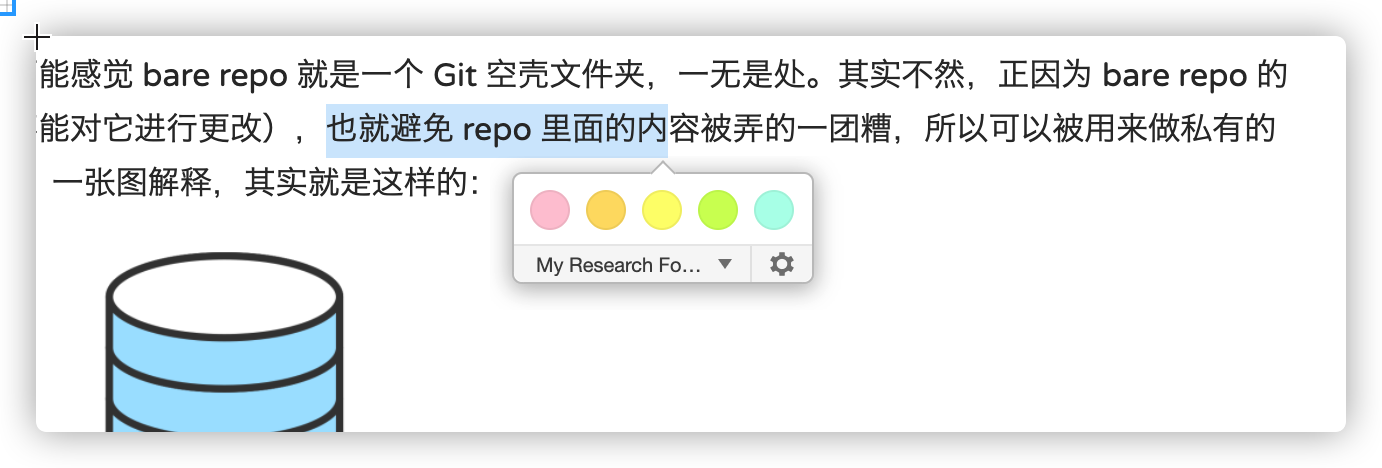 能感觉 bare repo 就是一个 Git 空壳文件夹，一无是处。其实不然，正因为 bare repo 的
能对它进行更改），也就避免 repo 里面的内容被弄的一团糟，所以可以被用来做私有的
一张图解释，其实就是这样的：
My Research Fo...